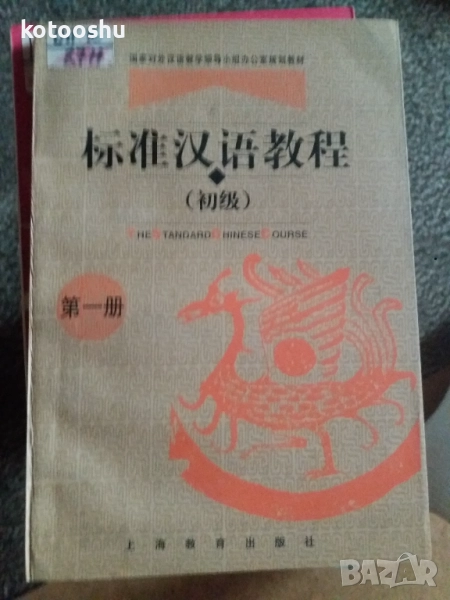 kotooshu
国家对外汉语教学领导小组办公室规划教材
标准汉语教程
（初级）
THE STANDARD CHINESE COURSE
第一册
上海教育出版社
BAZAR